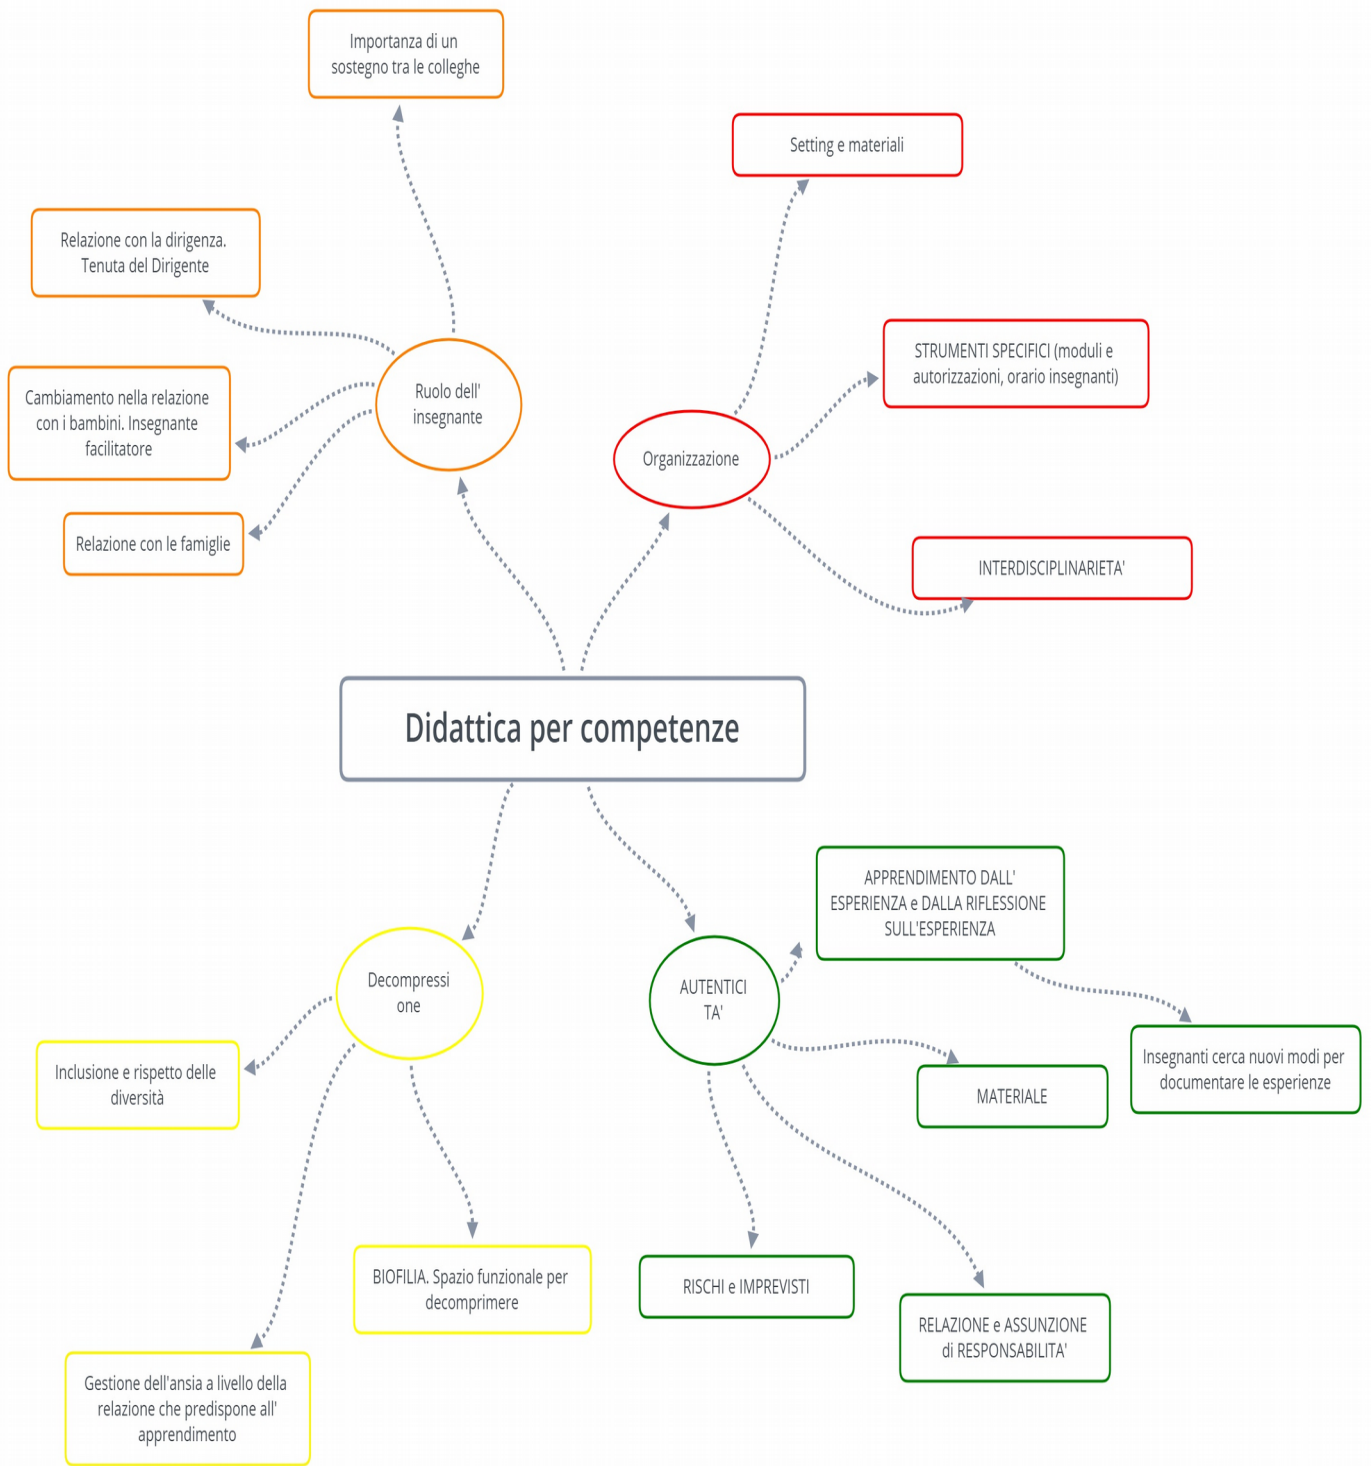 Importanza di un
sostegno tra le colleghe
Setting e materiali
Relazione con la dirigenza.
Tenuta del Dirigente
STRUMENTI SPECIFICI (moduli e
autorizzazioni, orario insegnanti)
Cambiamento nella relazione
con i bambini. Insegnante
facilitatore
Ruolo dell'
insegnante
Organizzazione
Relazione con le famiglie
INTERDISCIPLINARIETA'
Didattica per competenze
APPRENDIMENTO DALL'
ESPERIENZA e DALLA RIFLESSIONE
SULL'ESPERIENZA
Decompressi
one
AUTENTICI
TA'
Insegnanti cerca nuovi modi per
documentare le esperienze
Inclusione e rispetto delle
diversità
MATERIALE
BIOFILIA. Spazio funzionale per
decomprimere
RISCHI e IMPREVISTI
RELAZIONE e ASSUNZIONE
di RESPONSABILITA'
Gestione dell'ansia a livello della
relazione che predispone all'
apprendimento